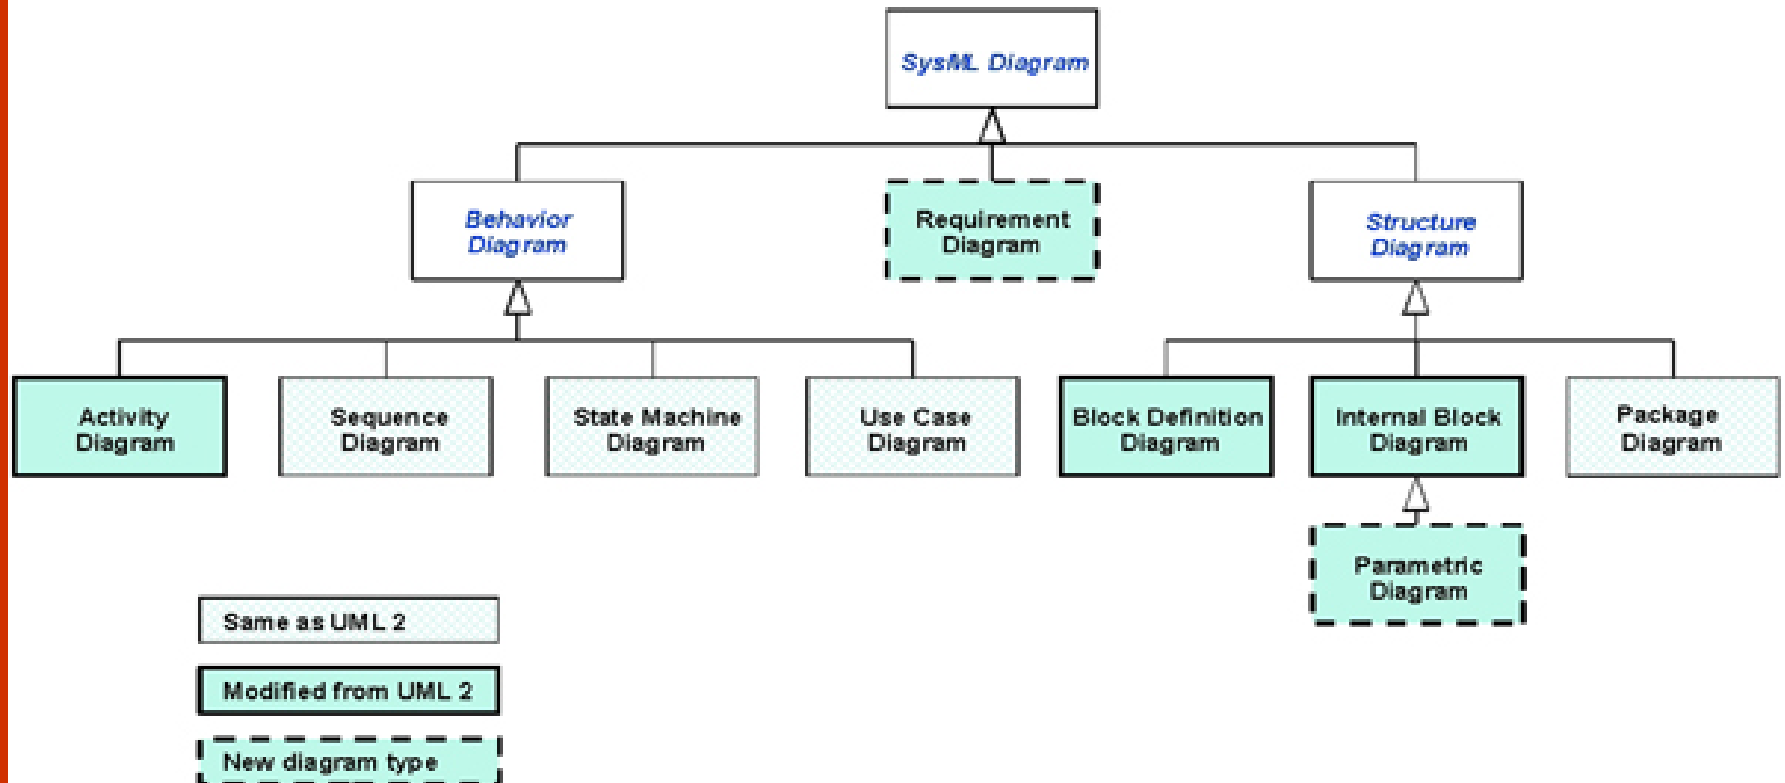 SysML Diagram
Behavior
Diagram
Requirement
Diagram
Structure
Diagram
Activity
Diagram
Sequence
Diagram
State Machine
Diagram
Use Case
Diagram
Block Definition
Diagram
Internal Block
Diagram
Package
Diagram
Parametric
Diagram
Same as UML 2
Modified from UML 2
New diagram type